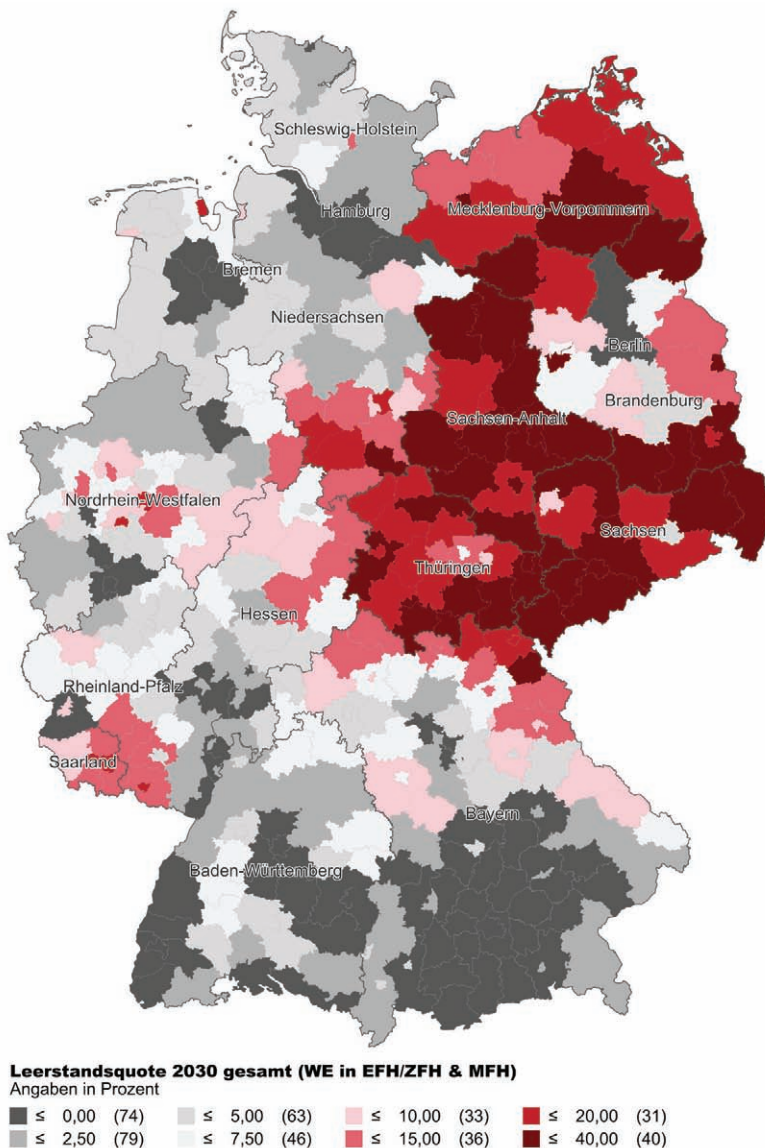 Schleswig-Holstein
Hamburg
Mecklenburg-Vorpommern
Bremen
Niedersachsen
Berlin
Brandenburg
Sachsen-Anhalt
Nordrhein-Westfalen
Sachsen
Thüringen
Hessen
Rheinland-Pfalz
Saarland
Bayern
Baden-Württemberg
Leerstandsquote 2030 gesamt (WE in EFH/ZFH & MFH)
Angaben in Prozent
≤ 0,00 (74) ≤ 5,00 (63) ≤ 10,00 (33) ≤ 20,00 (31)
≤ 2,50 (79) ≤ 7,50 (46) ≤ 15,00 (36) ≤ 40,00 (40)